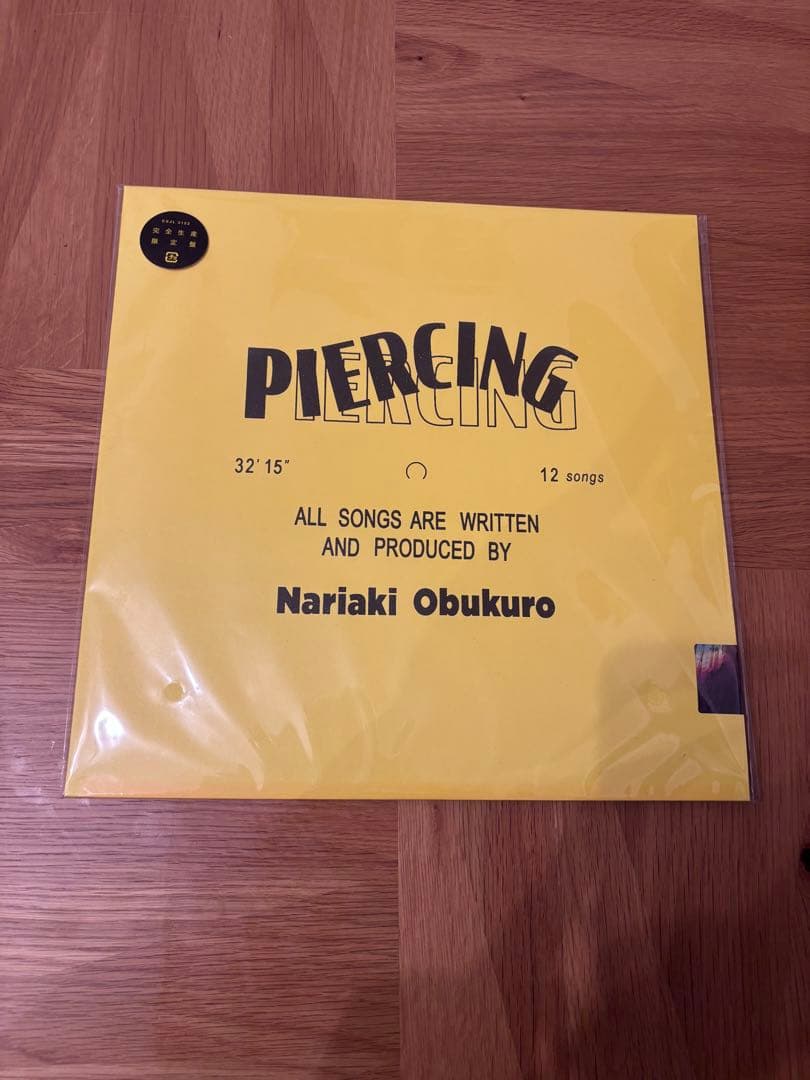 完全生産
限定盤
PIERCING
PIERCING
32' 15"
12 songs
ALL SONGS ARE WRITTEN
AND PRODUCED BY
Nariaki Obukuro